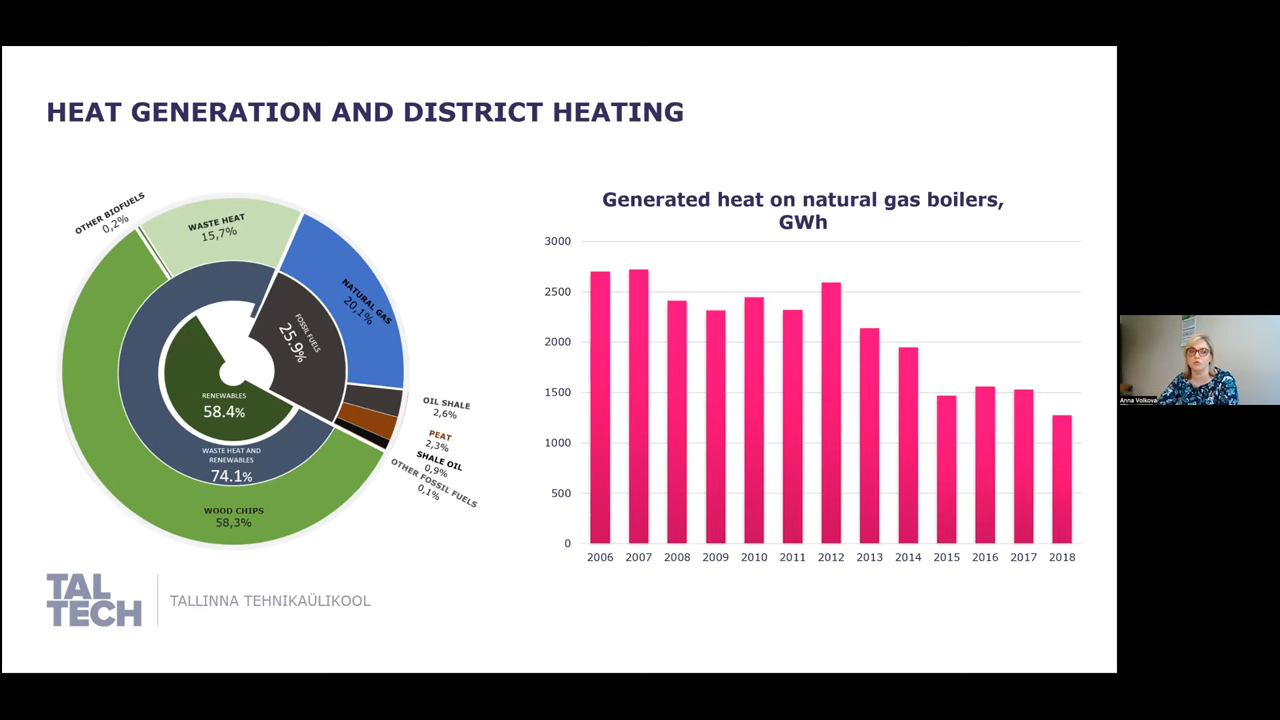 HEAT GENERATION AND DISTRICT HEATING
OTHER BIOFUELS
0,2%
WASTE HEAT
15,7%
NATURAL GAS
20,1%
FOSSIL FUELS
25.9%
RENEWABLES
58.4%
WASTE HEAT AND
RENEWABLES
74.1%
WOOD CHIPS
58,3%
OIL SHALE
2,6%
PEAT
2,3%
SHALE OIL
0,9%
OTHER FOSSIL FUELS
0,1%
Generated heat on natural gas boilers,
GWh
3000
2500
2000
1500
1000
500
0
2006 2007 2008 2009 2010 2011 2012 2013 2014 2015 2016 2017 2018
TAL
TECH
TALLINNA TEHNIKAÜLIKOOL
Anna Volkova